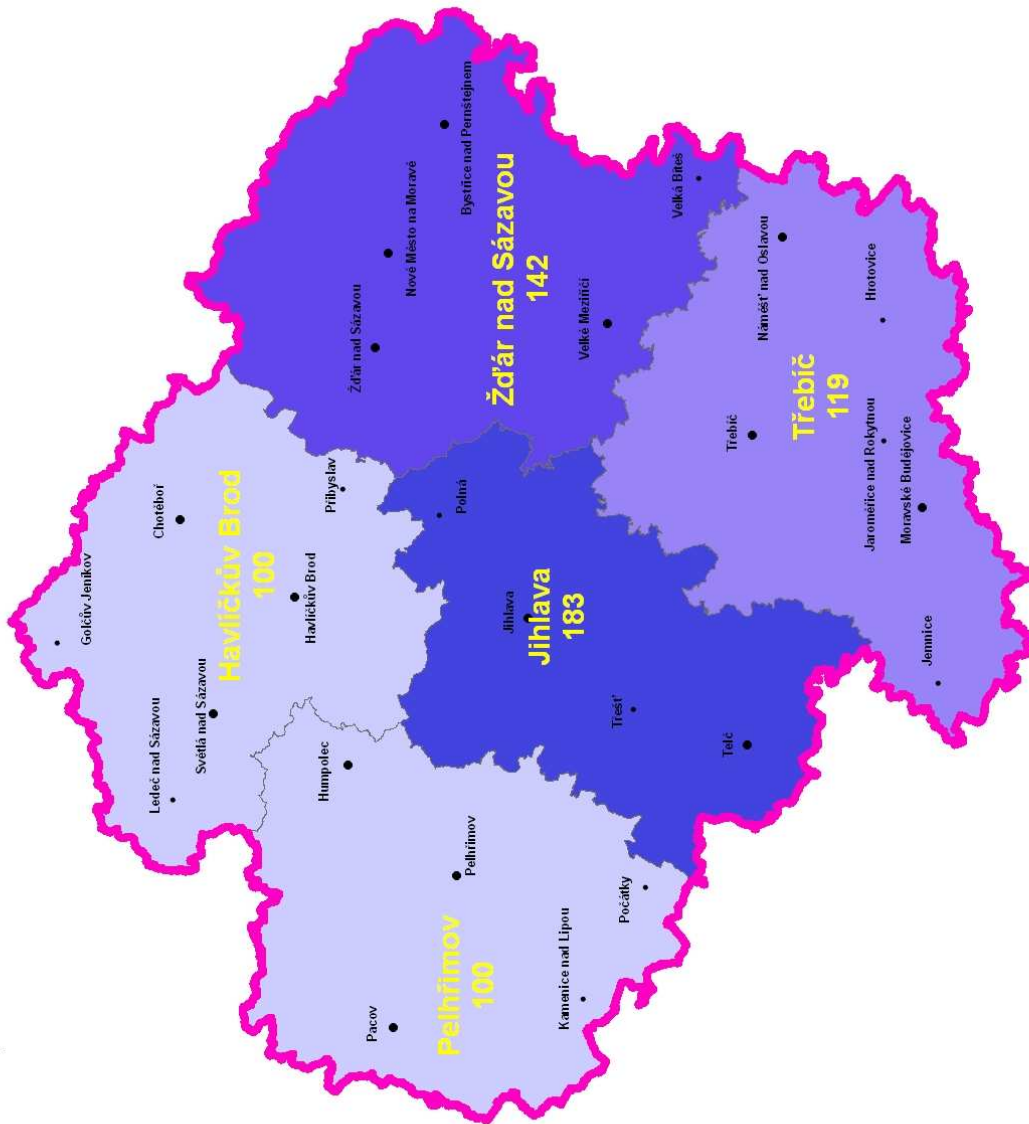 Golčův Jeníkov
Chotěboř
Ledeč nad Sázavou
Světlá nad Sázavou
Havlíčkův Brod
100
Havlíčkův Brod
Přibyslav
Humpolec
Pelhřimov
Pacov
Pelhřimov
100
Kamenice nad Lipou
Počátky
Polná
Jihlava
Jihlava
183
Třešť
Telč
Žďár nad Sázavou
Nové Město na Moravě
Bystřice nad Pernštejnem
Žďár nad Sázavou
142
Velké Meziříčí
Velká Bíteš
Náměšť nad Oslavou
Třebíč
Třebíč
119
Hrotovice
Jaroměřice nad Rokytnou
Moravské Budějovice
Jemnice